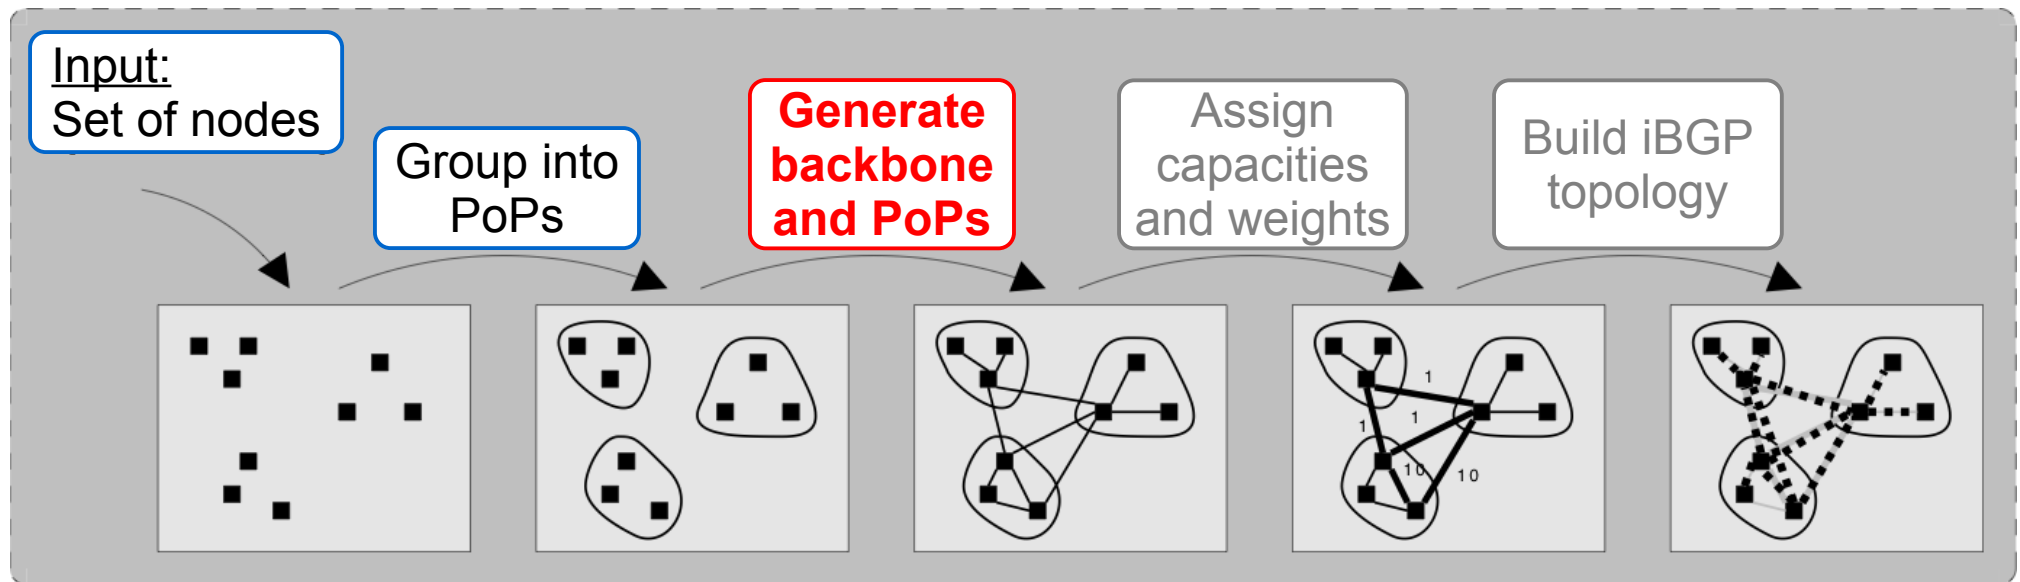 Input:
Set of nodes
Group into
PoPs
Generate
backbone
and PoPs
Assign
capacities
and weights
Build iBGP
topology
1
1
1
10
10